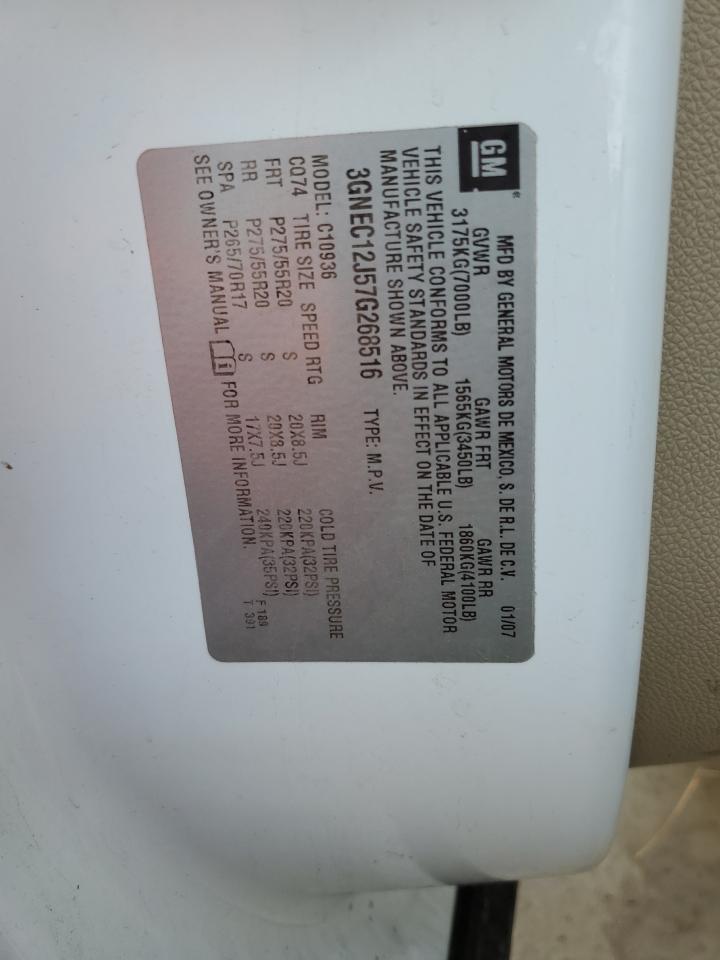 GM
MFD BY GENERAL MOTORS DE MEXICO, S. DE R.L. DE C.V. 01/07
GVWR GAWR FRT GAWR RR
3175KG(7000LB) 1565KG(3450LB) 1860KG(4100LB)
THIS VEHICLE CONFORMS TO ALL APPLICABLE U.S. FEDERAL MOTOR
VEHICLE SAFETY STANDARDS IN EFFECT ON THE DATE OF
MANUFACTURE SHOWN ABOVE.
3GNEC12J57G268516 TYPE: M.P.V.
MODEL: C10936
CQ74 TIRE SIZE SPEED RTG RIM COLD TIRE PRESSURE
FRT P275/55R20 S 20X8.5J 220KPA(32PSI)
RR P275/55R20 S 20X8.5J 220KPA(32PSI)
SPA P265/70R17 S 17X7.5J 240KPA(35PSI)
SEE OWNER'S MANUAL i FOR MORE INFORMATION.
F 189
T 391